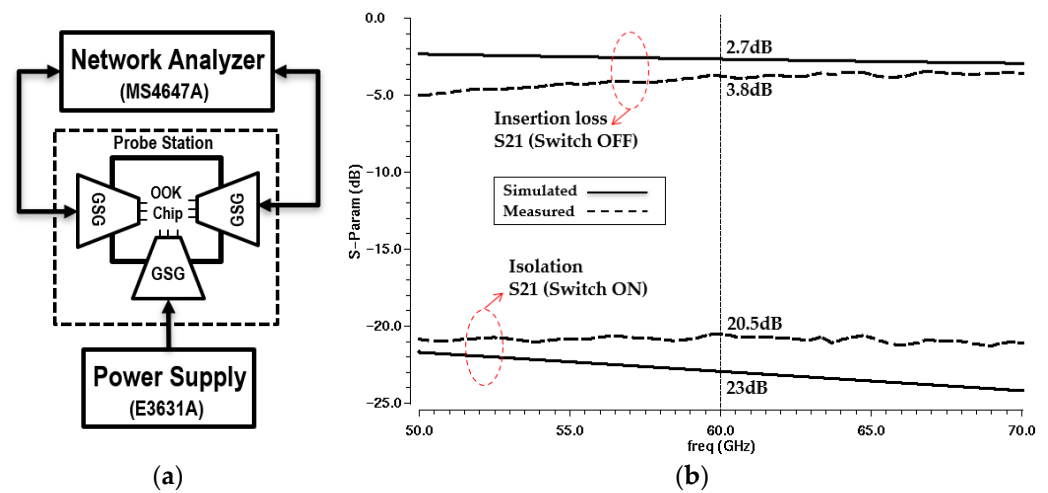 Network Analyzer
(MS4647A)
Probe Station
GSG
OOK
Chip
GSG
GSG
Power Supply
(E3631A)
(a)
0.0
-5.0
-10.0
-15.0
-20.0
-25.0
S-Param (dB)
2.7dB
3.8dB
Insertion loss
S21 (Switch OFF)
Simulated
Measured
Isolation
S21 (Switch ON)
20.5dB
23dB
50.0
55.0
60.0
65.0
70.0
freq (GHz)
(b)